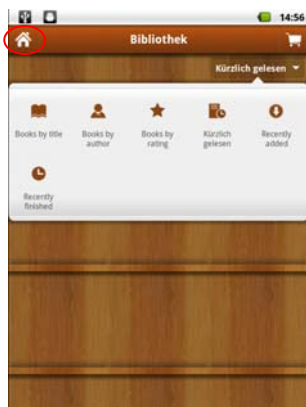 14:56
Bibliothek
Kürzlich gelesen
Books by title
Books by
author
Books by
rating
Kürzlich
gelesen
Recently
added
Recently
finished